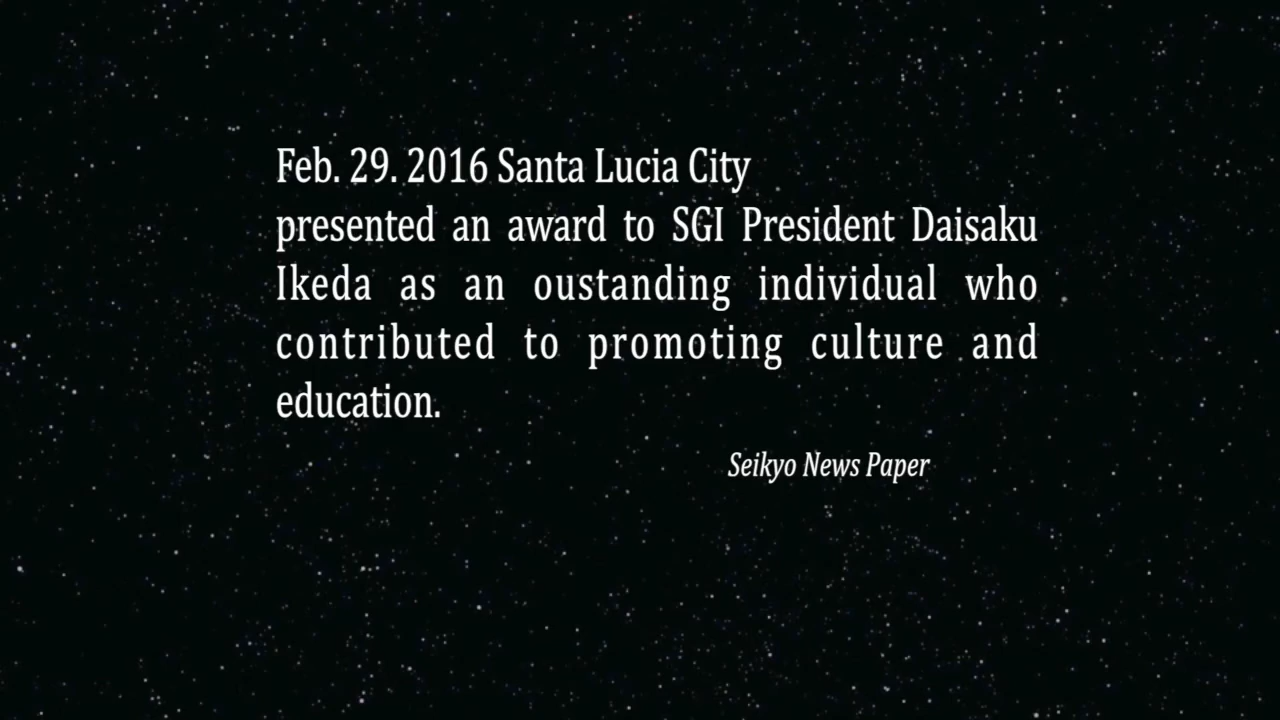 Feb. 29. 2016 Santa Lucia City
presented an award to SGI President Daisaku
Ikeda as an oustanding individual who
contributed to promoting culture and
education.
Seikyo News Paper